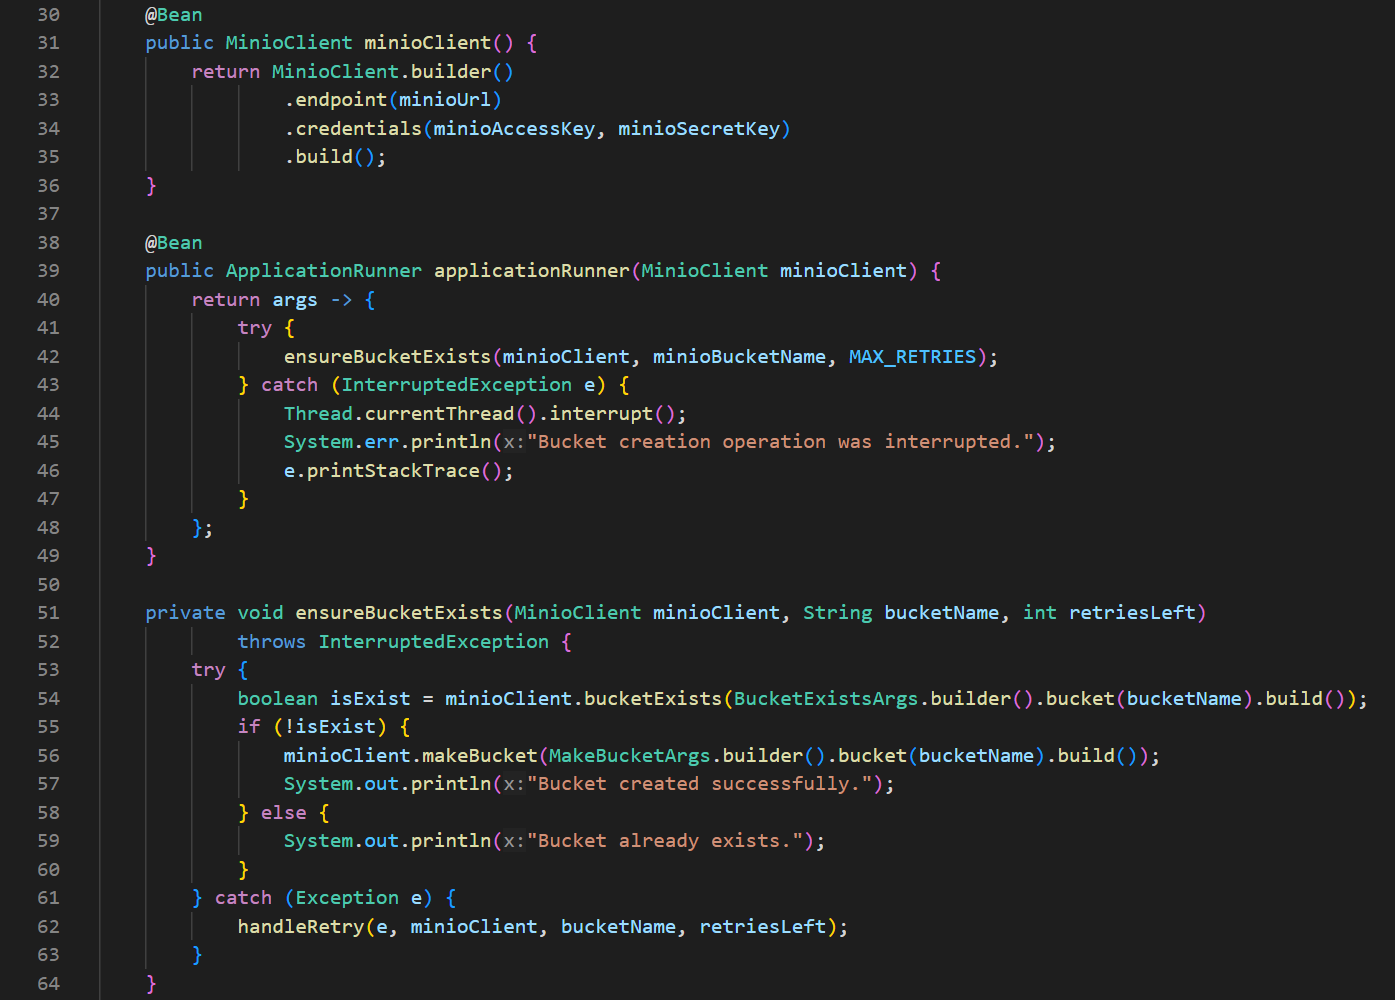 30 @Bean
31 public MinioClient minioClient() {
32 return MinioClient.builder()
33 .endpoint(minioUrl)
34 .credentials(minioAccessKey, minioSecretKey)
35 .build();
36 }
37
38 @Bean
39 public ApplicationRunner applicationRunner(MinioClient minioClient) {
40 return args -> {
41 try {
42 ensureBucketExists(minioClient, minioBucketName, MAX_RETRIES);
43 } catch (InterruptedException e) {
44 Thread.currentThread().interrupt();
45 System.err.println(x:"Bucket creation operation was interrupted.");
46 e.printStackTrace();
47 }
48 };
49 }
50
51 private void ensureBucketExists(MinioClient minioClient, String bucketName, int retriesLeft)
52 throws InterruptedException {
53 try {
54 boolean isExist = minioClient.bucketExists(BucketExistsArgs.builder().bucket(bucketName).build());
55 if (!isExist) {
56 minioClient.makeBucket(MakeBucketArgs.builder().bucket(bucketName).build());
57 System.out.println(x:"Bucket created successfully.");
58 } else {
59 System.out.println(x:"Bucket already exists.");
60 }
61 } catch (Exception e) {
62 handleRetry(e, minioClient, bucketName, retriesLeft);
63 }
64 }